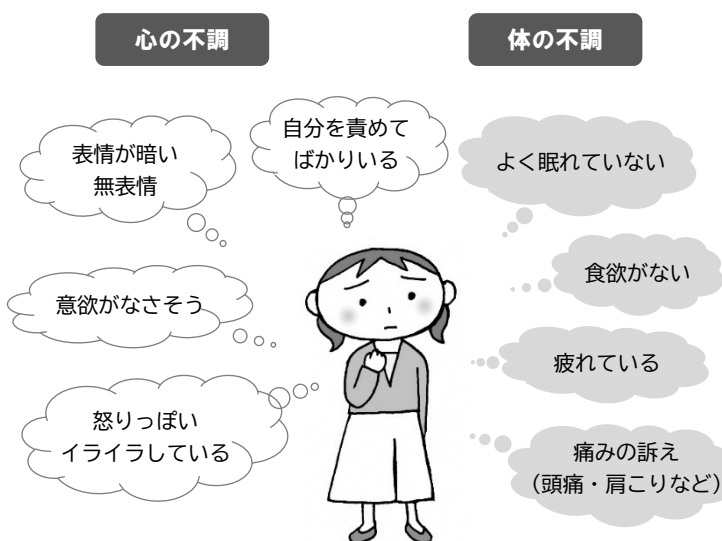 心の不調
体の不調
表情が暗い
無表情
自分を責めて
ばかりいる
よく眠れていない
意欲がなさそう
食欲がない
疲れている
怒りっぽい
イライラしている
痛みの訴え
（頭痛・肩こりなど）